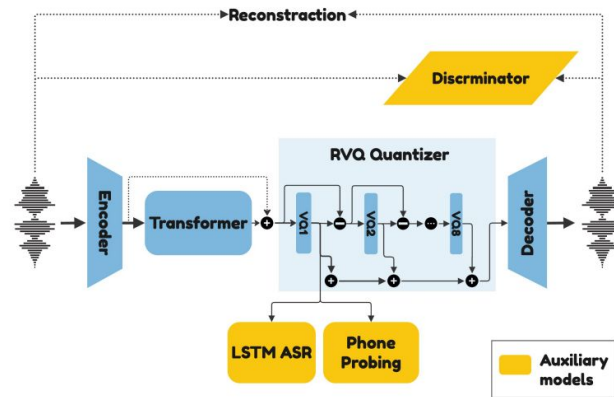 Reconstraction
Discrminator
RVQ Quantizer
Encoder
Transformer
VQ1
VQ2
...
VQ8
Decoder
LSTM ASR
Phone
Probing
Auxiliary
models